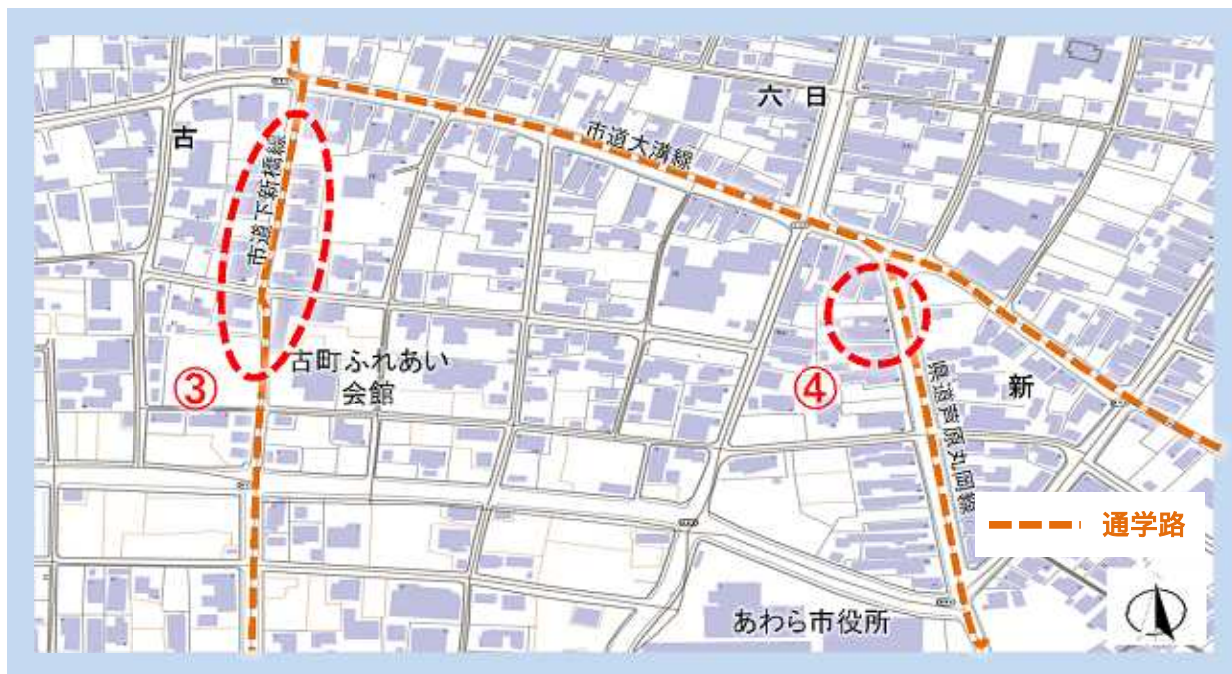 六 日
古
市道大溝線
市道下新橋線
古町ふれあい
会館
③
④
新
県道芦原丸岡線
通学路
あわら市役所